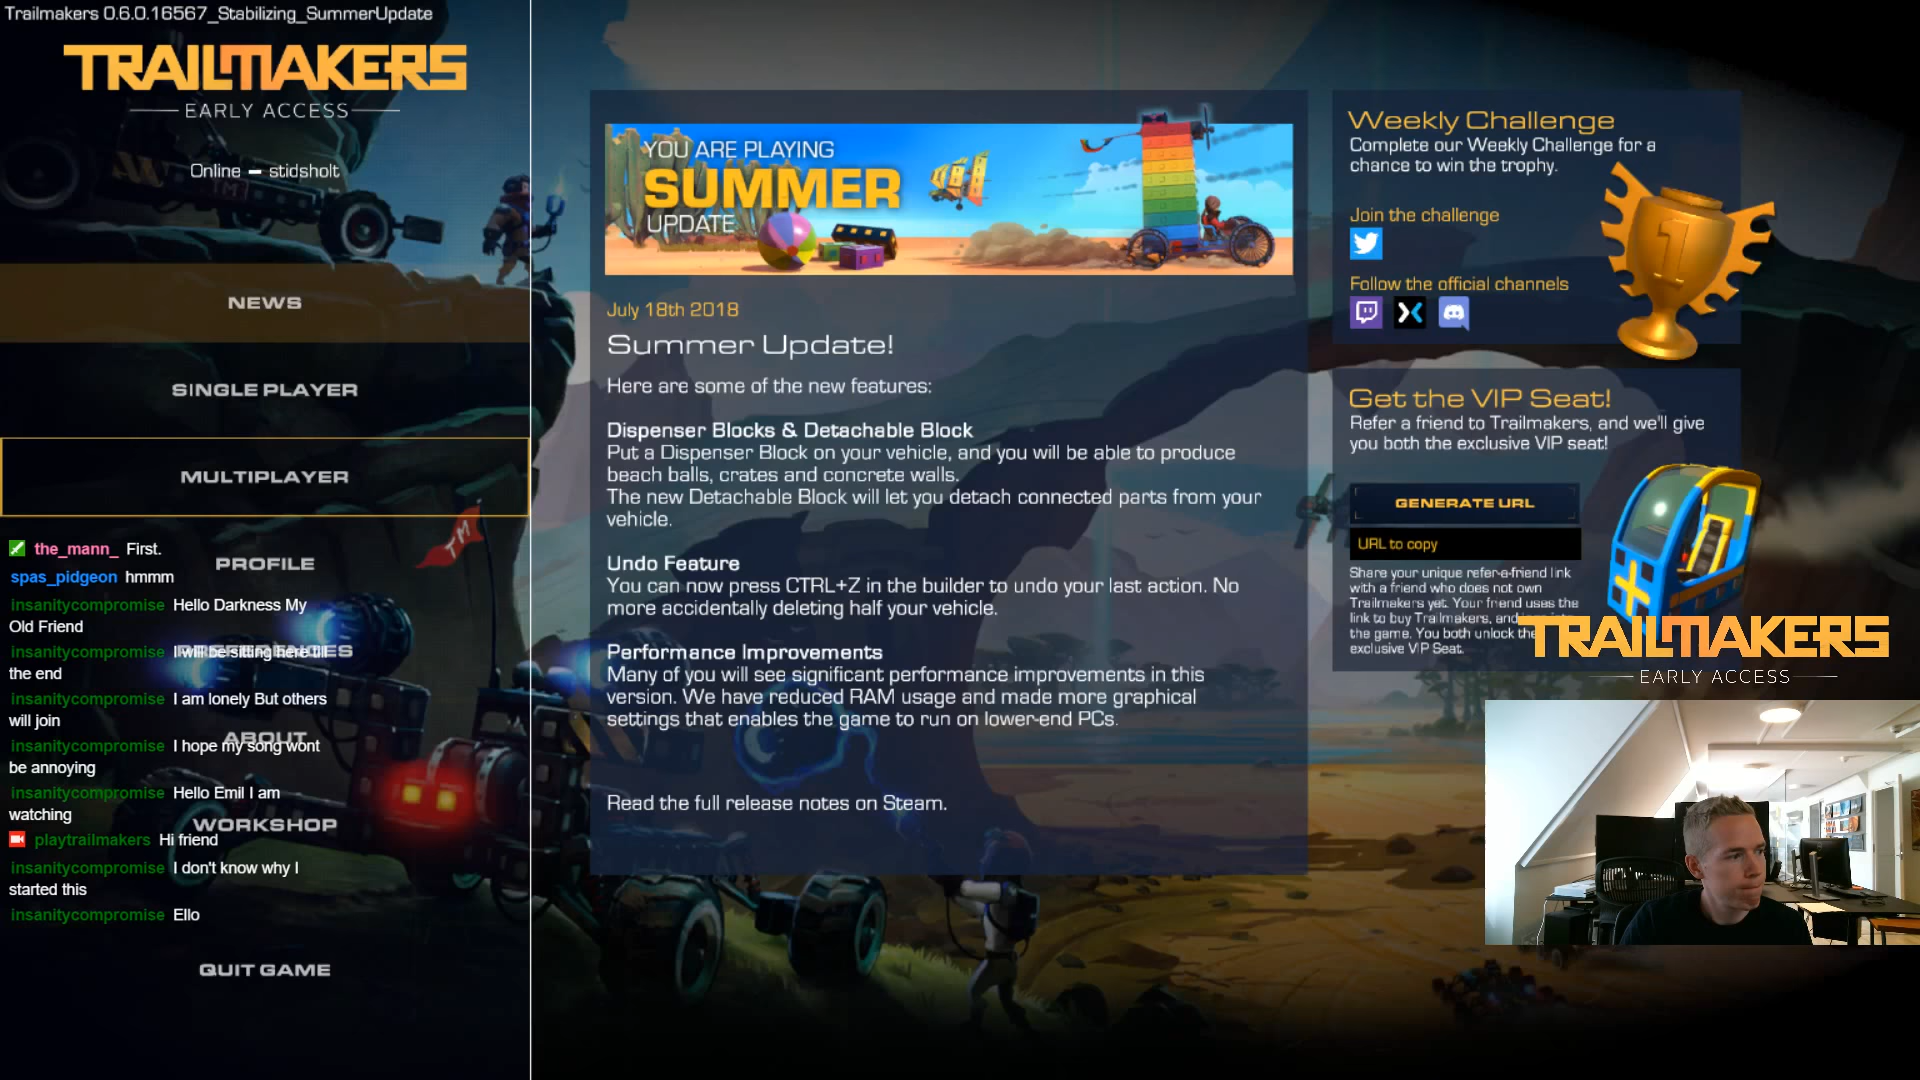 Trailmakers 0.6.0.16567_Stabilizing_SummerUpdate
TRAILMAKERS
EARLY ACCESS
Online - stidsholt
NEWS
SINGLE PLAYER
MULTIPLAYER
PROFILE
ABOUT
WORKSHOP
QUIT GAME
the_mann_ First.
spas_pidgeon hmmm
insanitycompromise Hello Darkness My
Old Friend
insanitycompromise I will be sitting here till
the end
insanitycompromise I am lonely But others
will join
insanitycompromise I hope my song wont
be annoying
insanitycompromise Hello Emil I am
watching
playtrailmakers Hi friend
insanitycompromise I don't know why I
started this
insanitycompromise Ello
TM
YOU ARE PLAYING
SUMMER
UPDATE
July 18th 2018
Summer Update!
Here are some of the new features:
Dispenser Blocks & Detachable Block
Put a Dispenser Block on your vehicle, and you will be able to produce
beach balls, crates and concrete walls.
The new Detachable Block will let you detach connected parts from your
vehicle.
Undo Feature
You can now press CTRL+Z in the builder to undo your last action. No
more accidentally deleting half your vehicle.
Performance Improvements
Many of you will see significant performance improvements in this
version. We have reduced RAM usage and made more graphical
settings that enables the game to run on lower-end PCs.
Read the full release notes on Steam.
Weekly Challenge
Complete our Weekly Challenge for a
chance to win the trophy.
Join the challenge
Follow the official channels
1
Get the VIP Seat!
Refer a friend to Trailmakers, and we'll give
you both the exclusive VIP seat!
GENERATE URL
URL to copy
Share your unique refer-a-friend link
with a friend who does not own
Trailmakers yet. Your friend uses the
link to buy Trailmakers, and
the game. You both unlock the
exclusive VIP Seat.
TRAILMAKERS
EARLY ACCESS